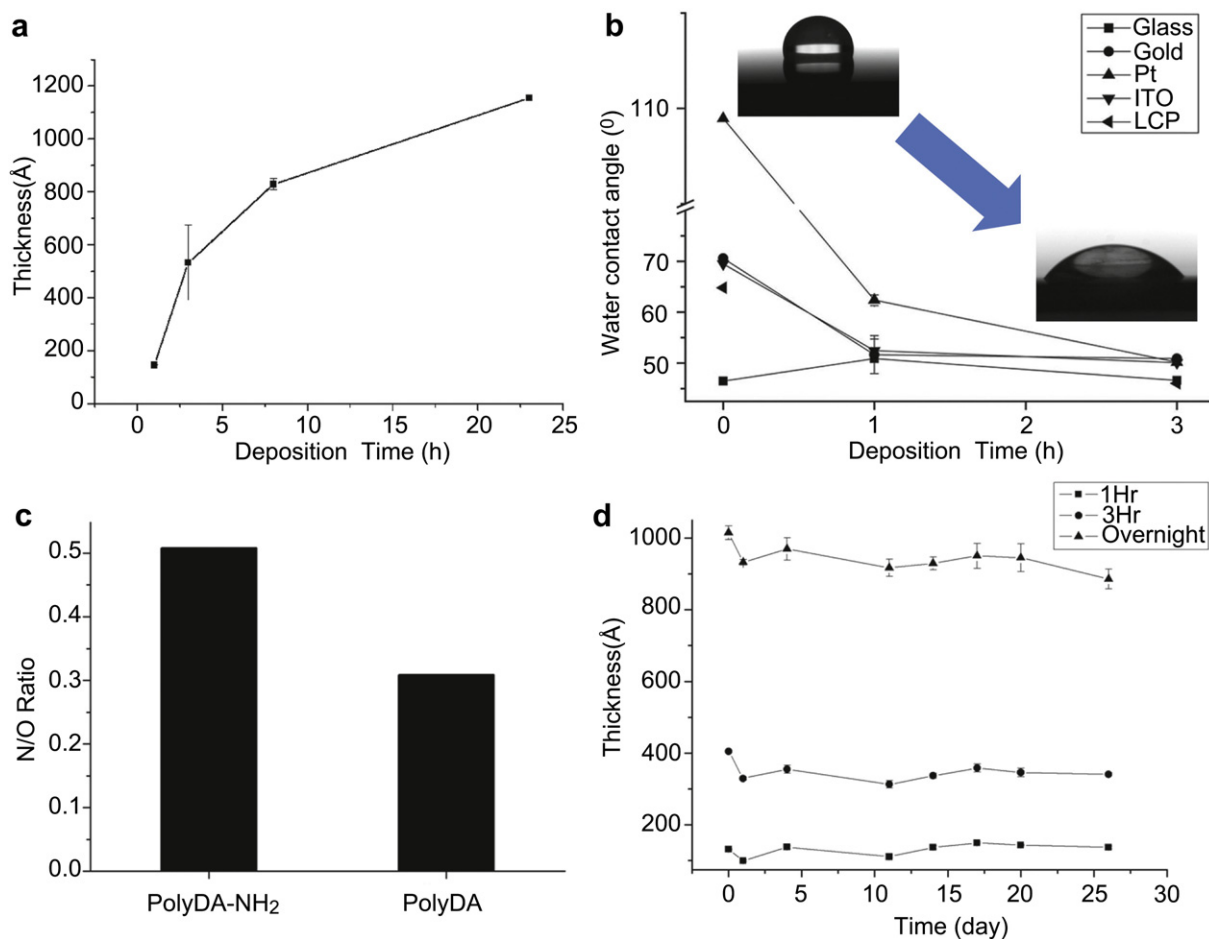 a
1200
1000
800
600
400
200
0
Thickness(Å)
0 5 10 15 20 25
Deposition Time (h)
b
Glass
Gold
Pt
ITO
LCP
110
70
60
50
Water contact angle (⁰)
0 1 2 3
Deposition Time (h)
c
0.5
0.4
0.3
0.2
0.1
0.0
N/O Ratio
PolyDA-NH₂ PolyDA
d
1Hr
3Hr
Overnight
1000
800
600
400
200
Thickness(Å)
0 5 10 15 20 25 30
Time (day)